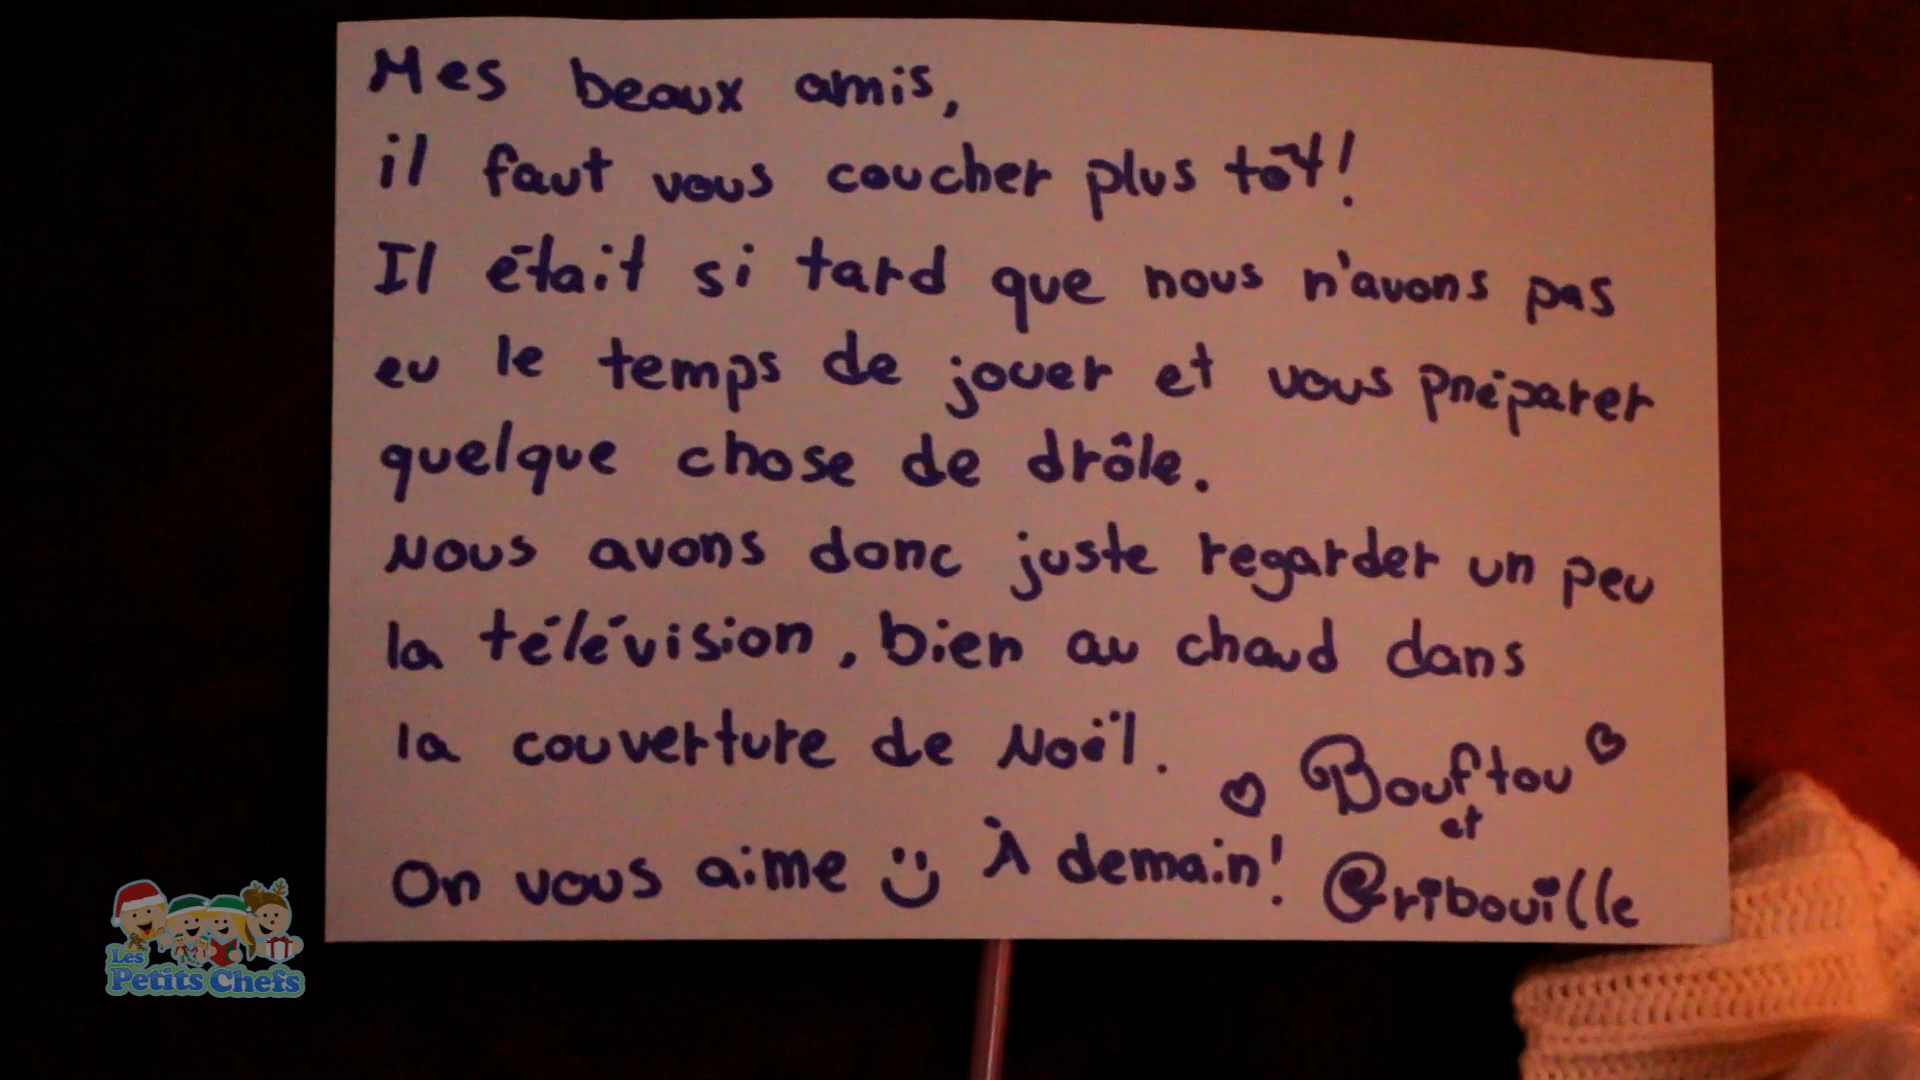 Mes beaux amis,
il faut vous coucher plus tôt!
Il était si tard que nous n'avons pas
eu le temps de jouer et vous préparer
quelque chose de drôle.
Nous avons donc juste regarder un peu
la télévision, bien au chaud dans
la couverture de Noël.
♡ Bouftou ♡
et
Gribouille
On vous aime :) À demain!
Les
Petits Chefs